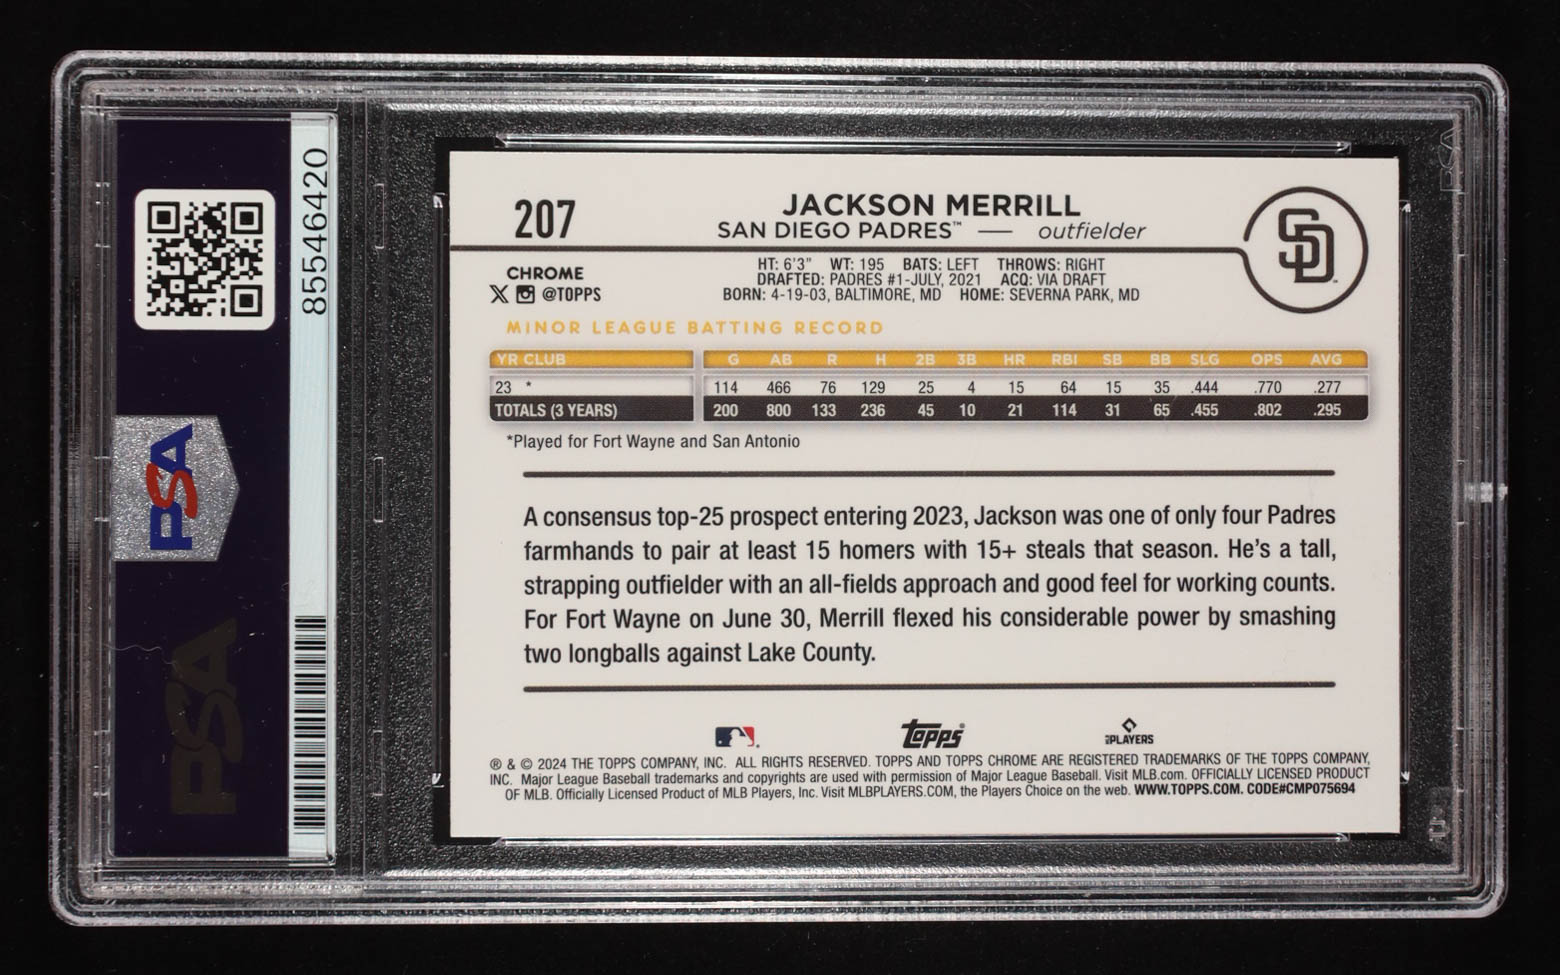 85546420
PSA
PSA
207
JACKSON MERRILL
SAN DIEGO PADRES™ — outfielder
SD
CHROME
X @TOPPS
HT: 6'3" WT: 195 BATS: LEFT THROWS: RIGHT
DRAFTED: PADRES #1-JULY, 2021 ACQ: VIA DRAFT
BORN: 4-19-03, BALTIMORE, MD HOME: SEVERNA PARK, MD
MINOR LEAGUE BATTING RECORD
YR CLUB G AB R H 2B 3B HR RBI SB BB SLG OPS AVG
23 * 114 466 76 129 25 4 15 64 15 35 .444 .770 .277
TOTALS (3 YEARS) 200 800 133 236 45 10 21 114 31 65 .455 .802 .295
*Played for Fort Wayne and San Antonio
A consensus top-25 prospect entering 2023, Jackson was one of only four Padres
farmhands to pair at least 15 homers with 15+ steals that season. He's a tall,
strapping outfielder with an all-fields approach and good feel for working counts.
For Fort Wayne on June 30, Merrill flexed his considerable power by smashing
two longballs against Lake County.
Topps®
PLAYERS
® & © 2024 THE TOPPS COMPANY, INC. ALL RIGHTS RESERVED. TOPPS AND TOPPS CHROME ARE REGISTERED TRADEMARKS OF THE TOPPS COMPANY,
INC. Major League Baseball trademarks and copyrights are used with permission of Major League Baseball. Visit MLB.com. OFFICIALLY LICENSED PRODUCT
OF MLB. Officially Licensed Product of MLB Players, Inc. Visit MLBPLAYERS.COM, the Players Choice on the web. WWW.TOPPS.COM. CODE#CMP075694
PSA